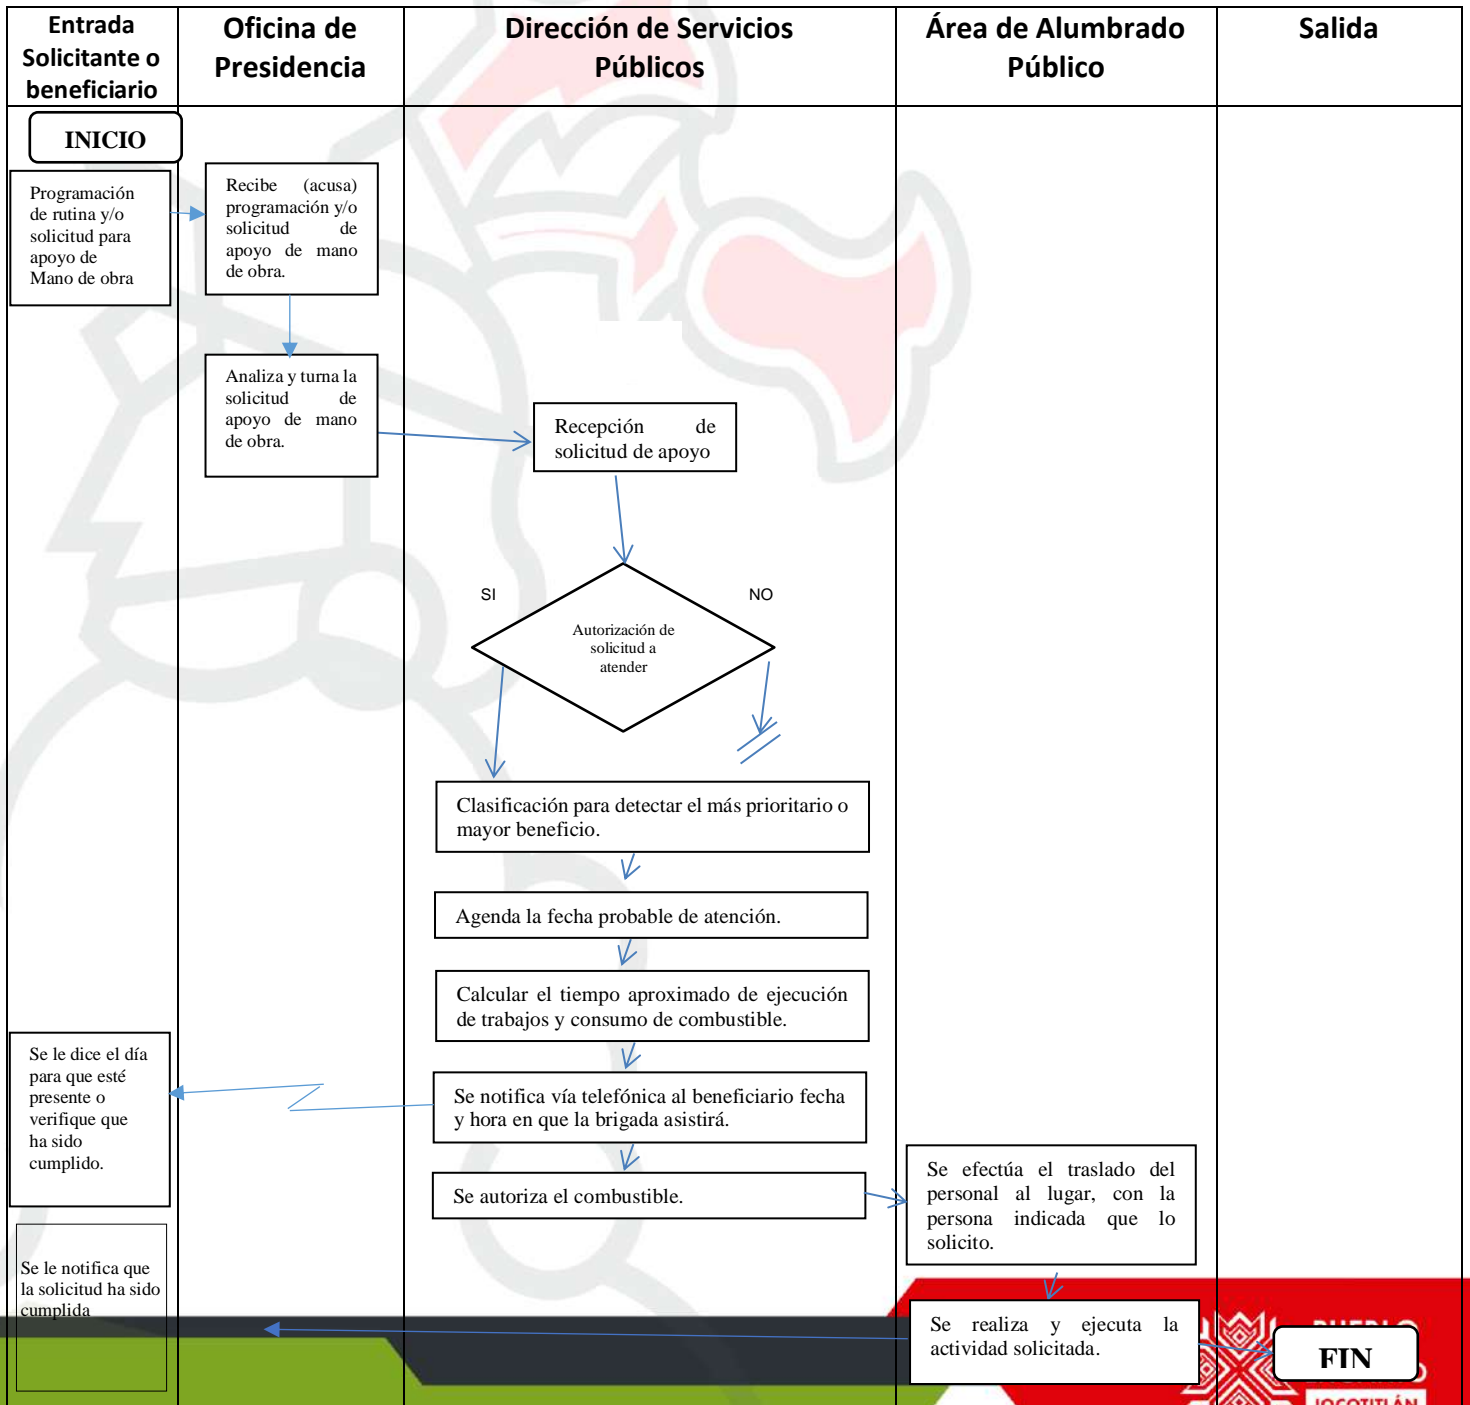 Entrada
Solicitante o
beneficiario
Oficina de
Presidencia
Dirección de Servicios
Públicos
Área de Alumbrado
Público
Salida
INICIO
Programación
de rutina y/o
solicitud para
apoyo de
Mano de obra
Recibe (acusa)
programación y/o
solicitud de
apoyo de mano
de obra.
Analiza y turna la
solicitud de
apoyo de mano
de obra.
Recepción de
solicitud de apoyo
SI
NO
Autorización de
solicitud a
atender
Clasificación para detectar el más prioritario o
mayor beneficio.
Agenda la fecha probable de atención.
Calcular el tiempo aproximado de ejecución
de trabajos y consumo de combustible.
Se le dice el día
para que esté
presente o
verifique que
ha sido
cumplido.
Se notifica vía telefónica al beneficiario fecha
y hora en que la brigada asistirá.
Se autoriza el combustible.
Se efectúa el traslado del
personal al lugar, con la
persona indicada que lo
solicito.
Se le notifica que
la solicitud ha sido
cumplida
Se realiza y ejecuta la
actividad solicitada.
FIN
JOCOTITLÁN